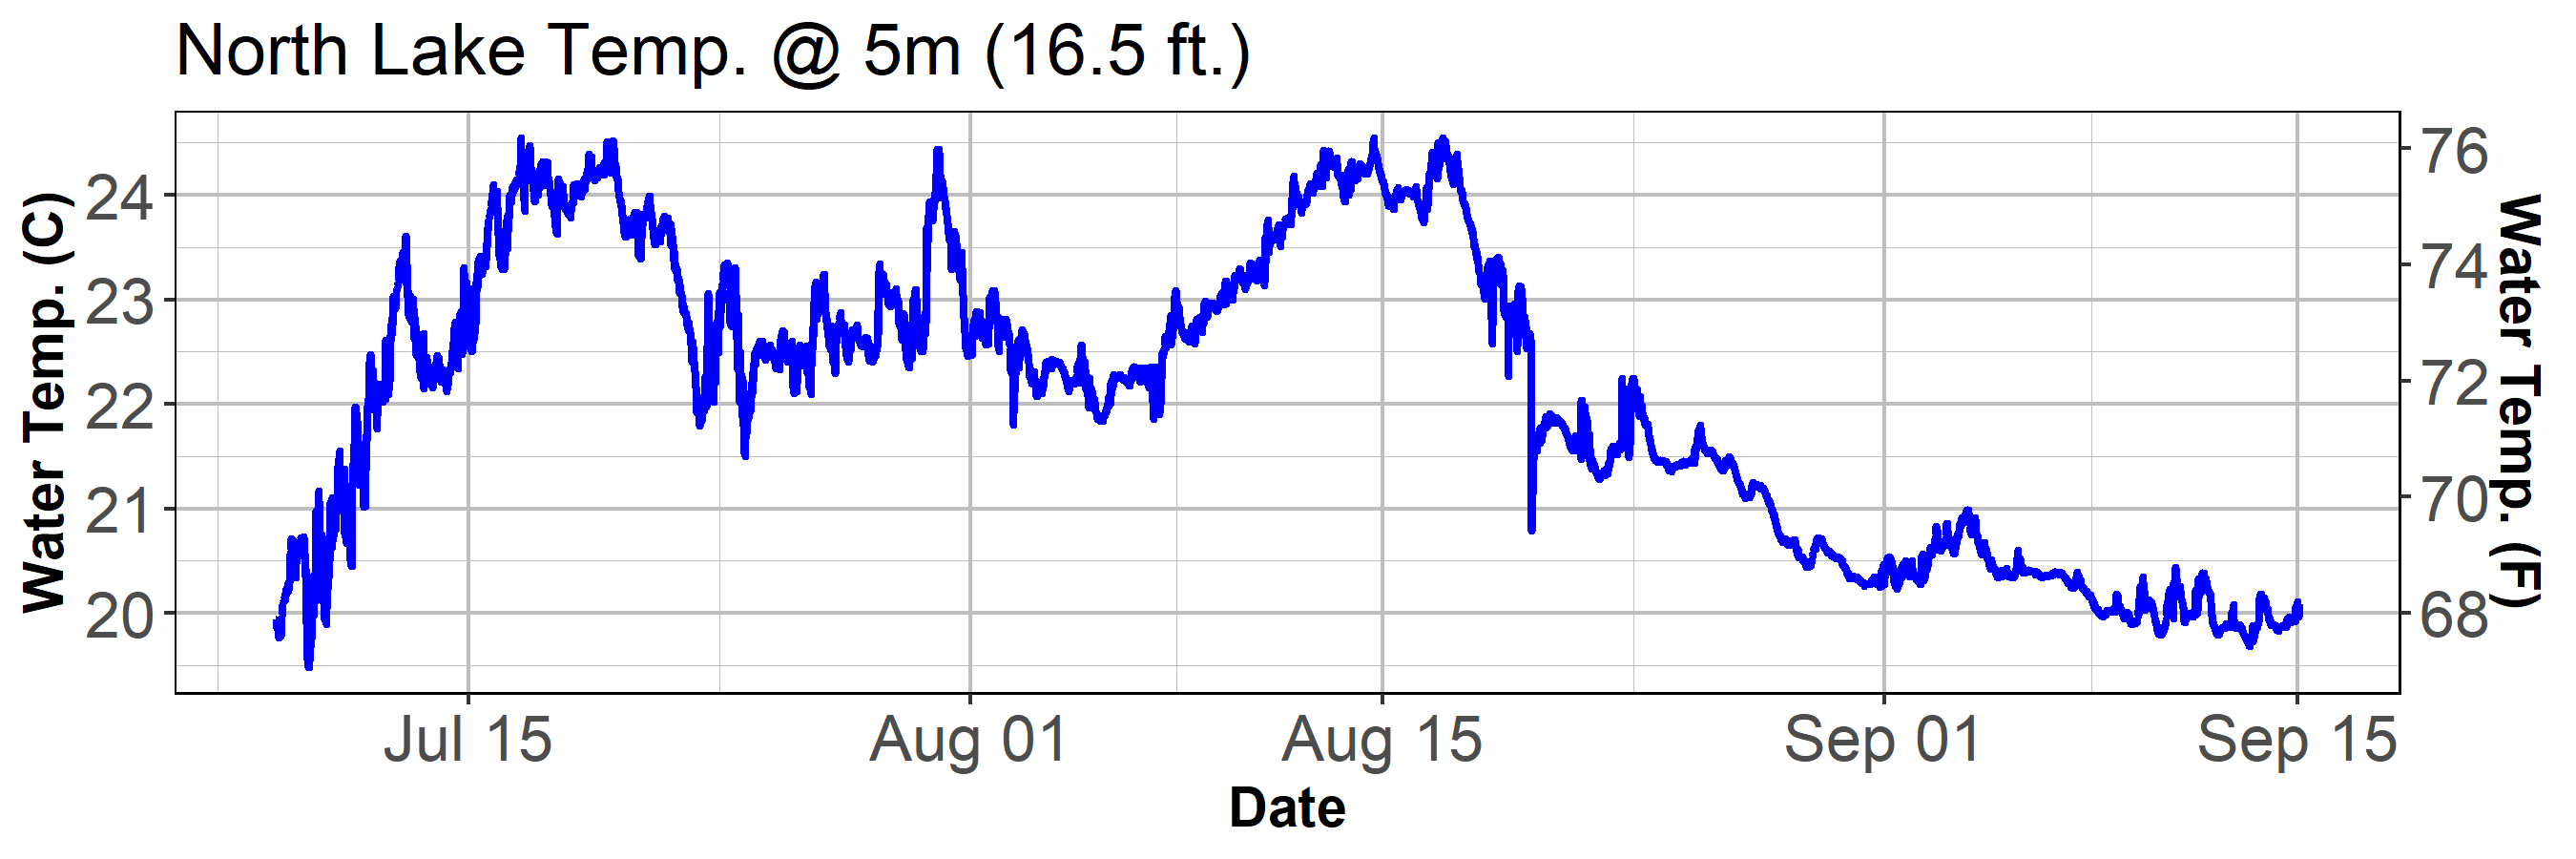 North Lake Temp. @ 5m (16.5 ft.)
Water Temp. (C)
24
23
22
21
20
76
74
72
70
68
Water Temp. (F)
Jul 15
Aug 01
Aug 15
Sep 01
Sep 15
Date